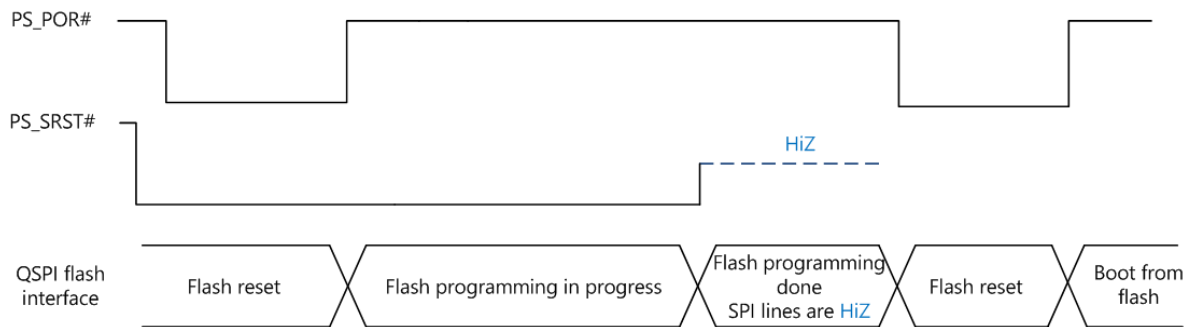 PS_POR#
PS_SRST#
HiZ
QSPI flash
interface
Flash reset
Flash programming in progress
Flash programming
done
SPI lines are HiZ
Flash reset
Boot from
flash